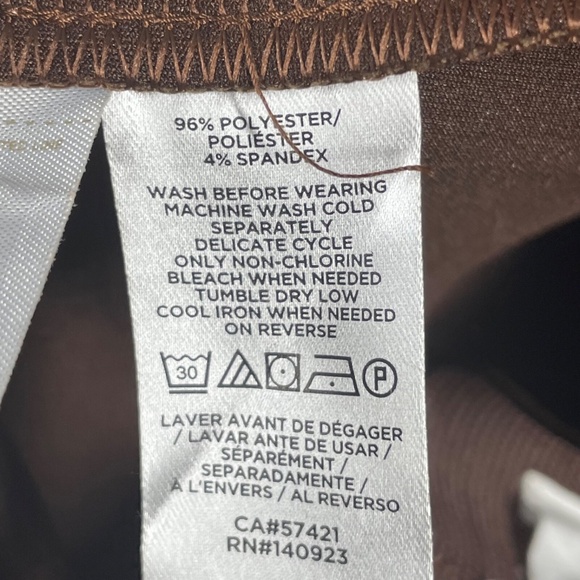 96% POLYESTER/
POLIÉSTER
4% SPANDEX
WASH BEFORE WEARING
MACHINE WASH COLD
SEPARATELY
DELICATE CYCLE
ONLY NON-CHLORINE
BLEACH WHEN NEEDED
TUMBLE DRY LOW
COOL IRON WHEN NEEDED
ON REVERSE
30 P
LAVER AVANT DE DÉGAGER
/ LAVAR ANTE DE USAR /
SÉPARÉMENT /
SEPARADAMENTE /
À L'ENVERS / AL REVERSO
CA#57421
RN#140923